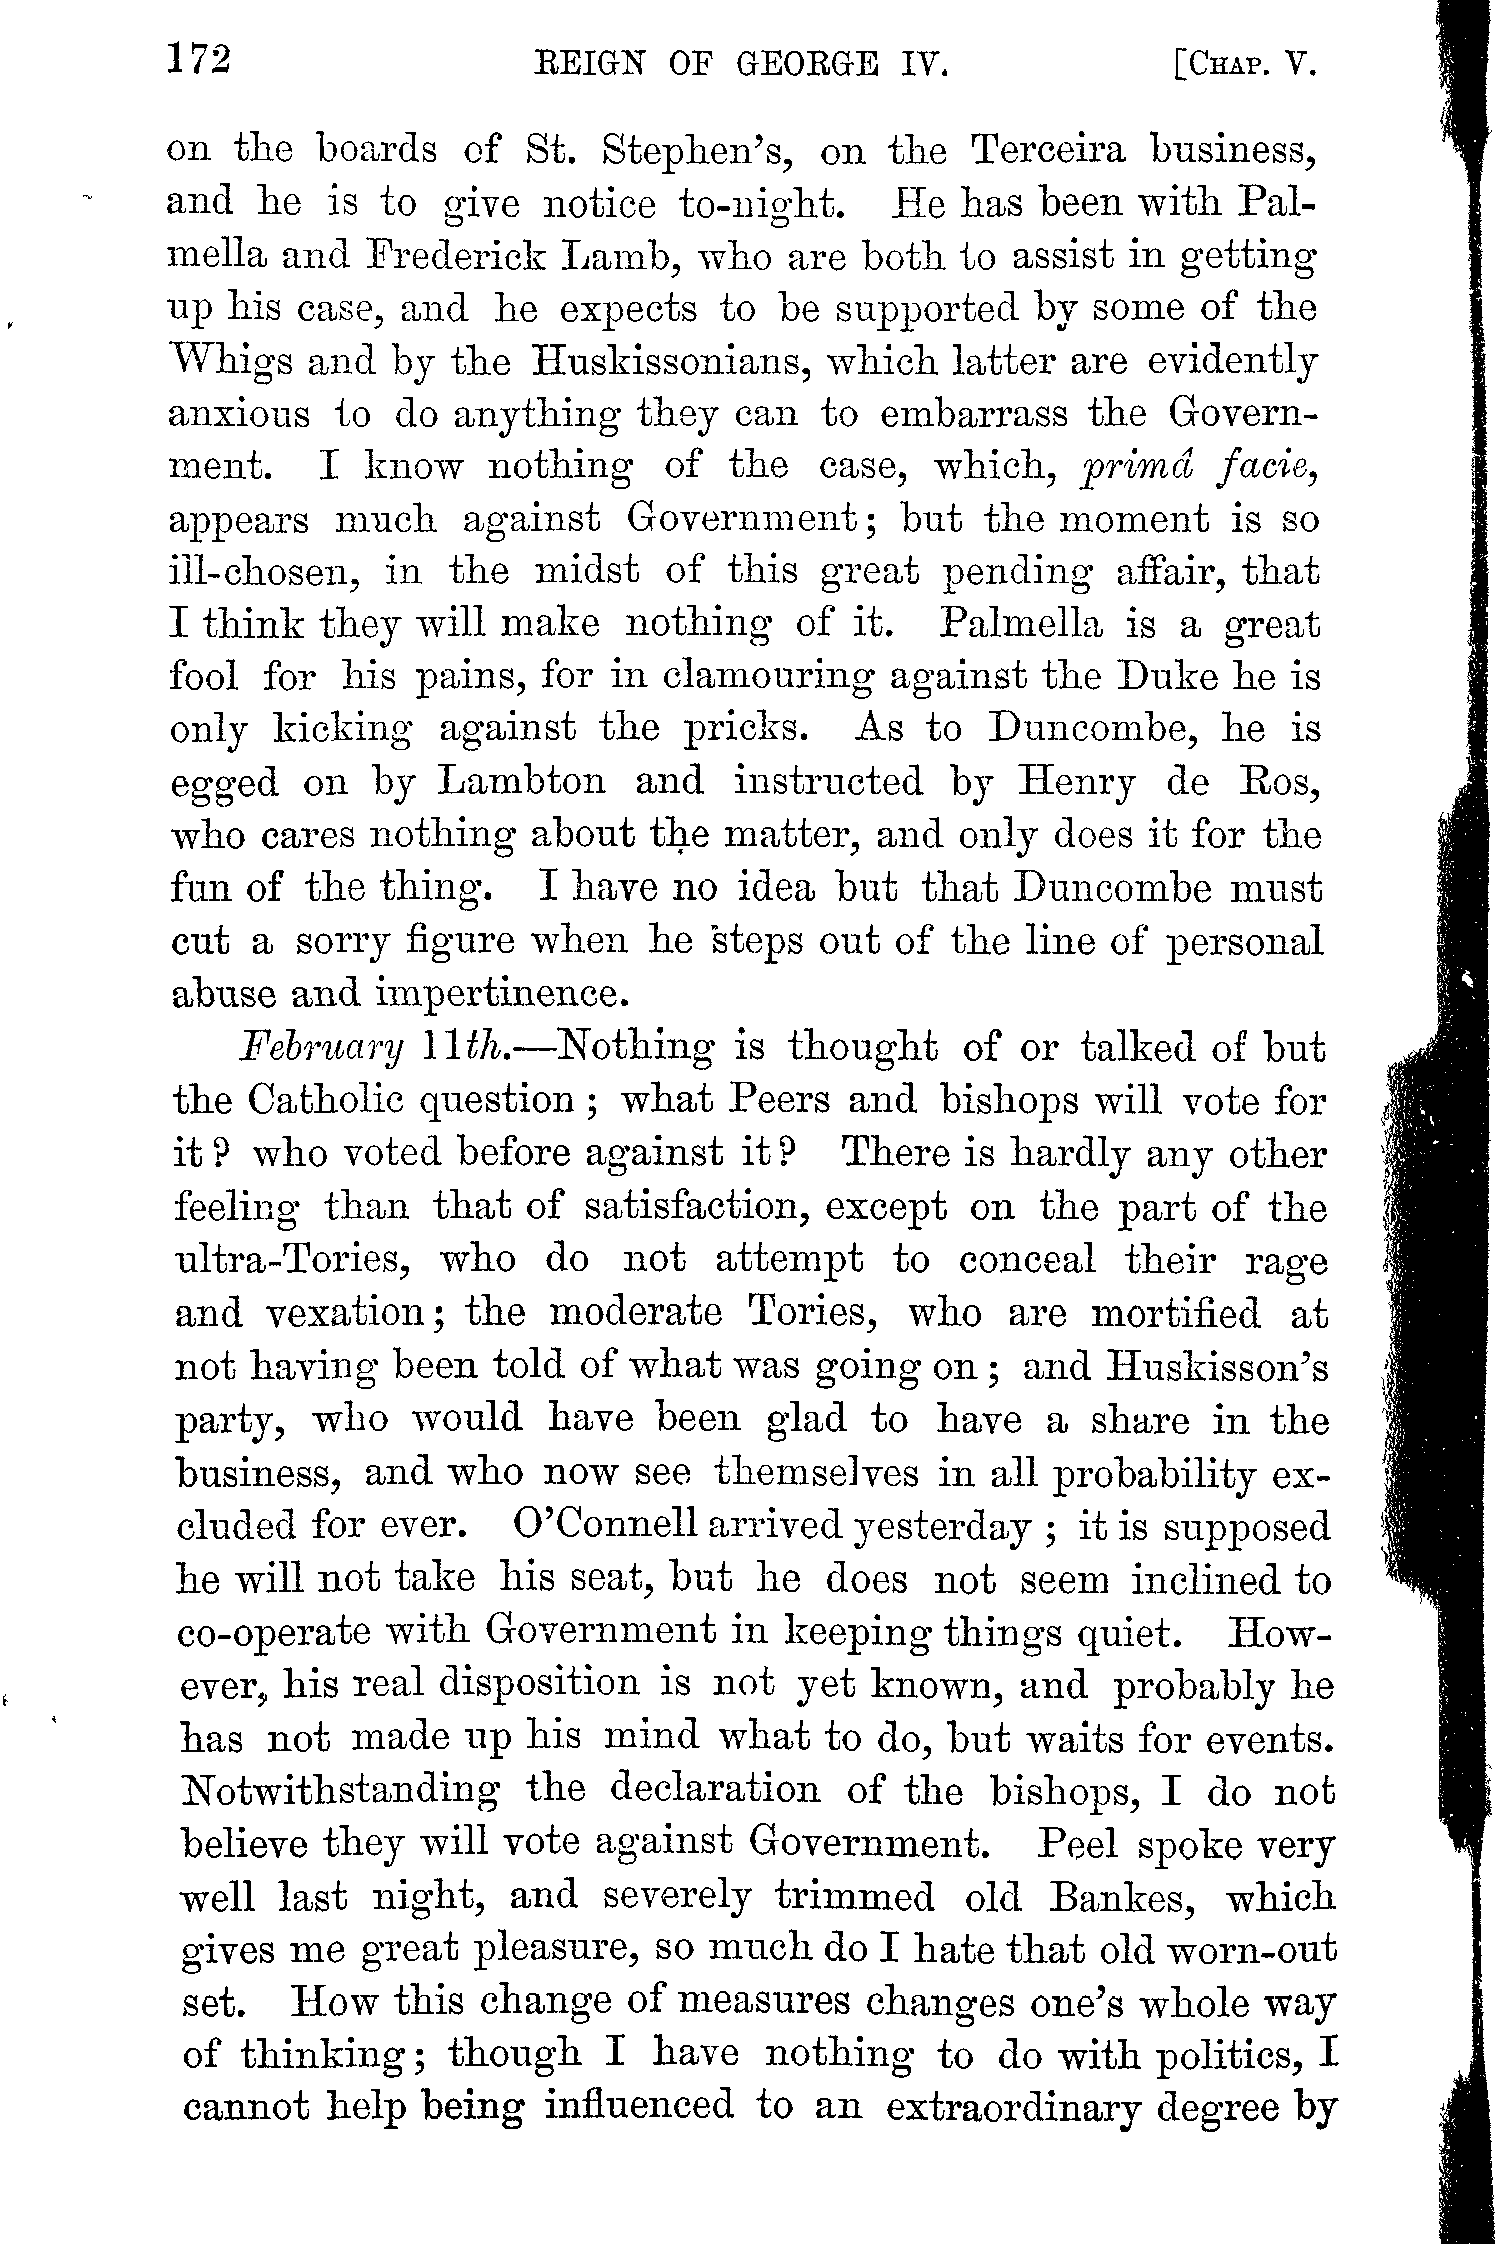 172 REIGN OF GEORGE IV. [CHAP. V.
on the boards of St. Stephen's, on the Terceira business,
and he is to give notice to-night. He has been with Pal-
mella and Frederick Lamb, who are both to assist in getting
up his case, and he expects to be supported by some of the
Whigs and by the Huskissonians, which latter are evidently
anxious to do anything they can to embarrass the Govern-
ment. I know nothing of the case, which, primâ facie,
appears much against Government; but the moment is so
ill-chosen, in the midst of this great pending affair, that
I think they will make nothing of it. Palmella is a great
fool for his pains, for in clamouring against the Duke he is
only kicking against the pricks. As to Duncombe, he is
egged on by Lambton and instructed by Henry de Ros,
who cares nothing about the matter, and only does it for the
fun of the thing. I have no idea but that Duncombe must
cut a sorry figure when he steps out of the line of personal
abuse and impertinence.
February 11th.—Nothing is thought of or talked of but
the Catholic question; what Peers and bishops will vote for
it? who voted before against it? There is hardly any other
feeling than that of satisfaction, except on the part of the
ultra-Tories, who do not attempt to conceal their rage
and vexation; the moderate Tories, who are mortified at
not having been told of what was going on; and Huskisson's
party, who would have been glad to have a share in the
business, and who now see themselves in all probability ex-
cluded for ever. O'Connell arrived yesterday; it is supposed
he will not take his seat, but he does not seem inclined to
co-operate with Government in keeping things quiet. How-
ever, his real disposition is not yet known, and probably he
has not made up his mind what to do, but waits for events.
Notwithstanding the declaration of the bishops, I do not
believe they will vote against Government. Peel spoke very
well last night, and severely trimmed old Bankes, which
gives me great pleasure, so much do I hate that old worn-out
set. How this change of measures changes one's whole way
of thinking; though I have nothing to do with politics, I
cannot help being influenced to an extraordinary degree by